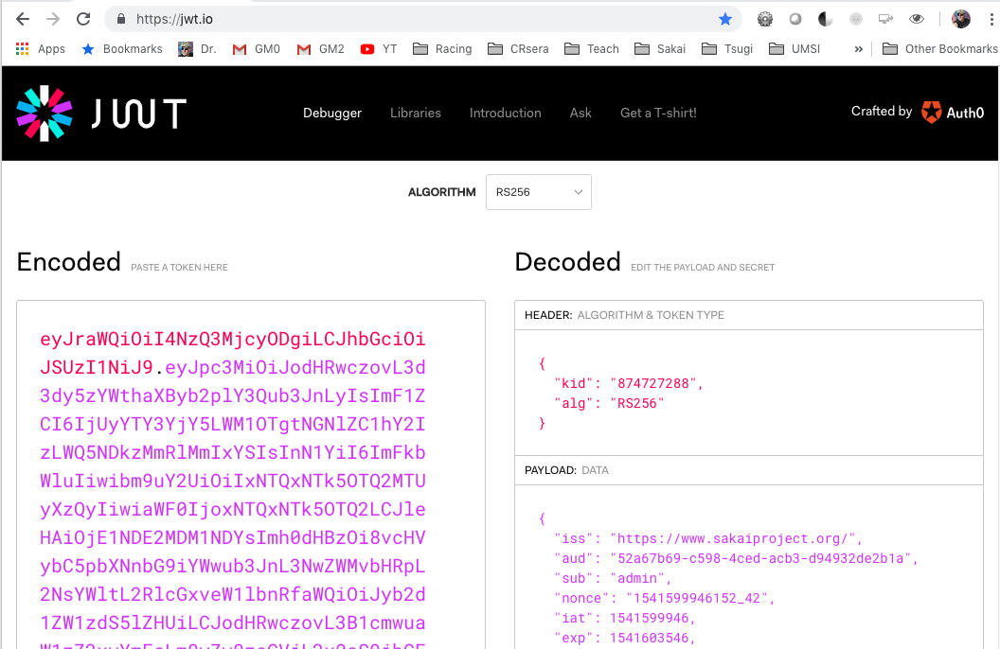 https://jwt.io
Apps Bookmarks Dr. GM0 GM2 YT Racing CRsera Teach Sakai Tsugi UMSI » Other Bookmarks
JWT Debugger Libraries Introduction Ask Get a T-shirt! Crafted by Auth0
ALGORITHM RS256
Encoded PASTE A TOKEN HERE
eyJraWQiOiI4NzQ3MjcyODgiLCJhbGciOi
JSUzI1NiJ9.eyJpc3MiOiJodHRwczovL3d
3dy5zYWthaXByb2plY3Qub3JnLyIsImF1Z
CI6IjUyYTY3YjY5LWM1OTgtNGNlZC1hY2I
zLWQ5NDkzMmRlMmIxYSIsInN1YiI6ImFkb
WluIiwibm9uY2UiOiIxNTQxNTk5OTQ2MTU
yXzQyIiwiaWF0IjoxNTQxNTk5OTQ2LCJle
HAiOjE1NDE2MDM1NDYsImh0dHBzOi8vcHV
ybC5pbXNnbG9iYWwub3JnL3NwZWMvbHRpL
2NsYWltL2RlcGxveW1lbnRfaWQiOiJyb2d
1ZW1zdS5lZHUiLCJodHRwczovL3B1cmwua
Decoded EDIT THE PAYLOAD AND SECRET
HEADER: ALGORITHM & TOKEN TYPE
{
"kid": "874727288",
"alg": "RS256"
}
PAYLOAD: DATA
{
"iss": "https://www.sakaiproject.org/",
"aud": "52a67b69-c598-4ced-acb3-d94932de2b1a",
"sub": "admin",
"nonce": "1541599946152_42",
"iat": 1541599946,
"exp": 1541603546,